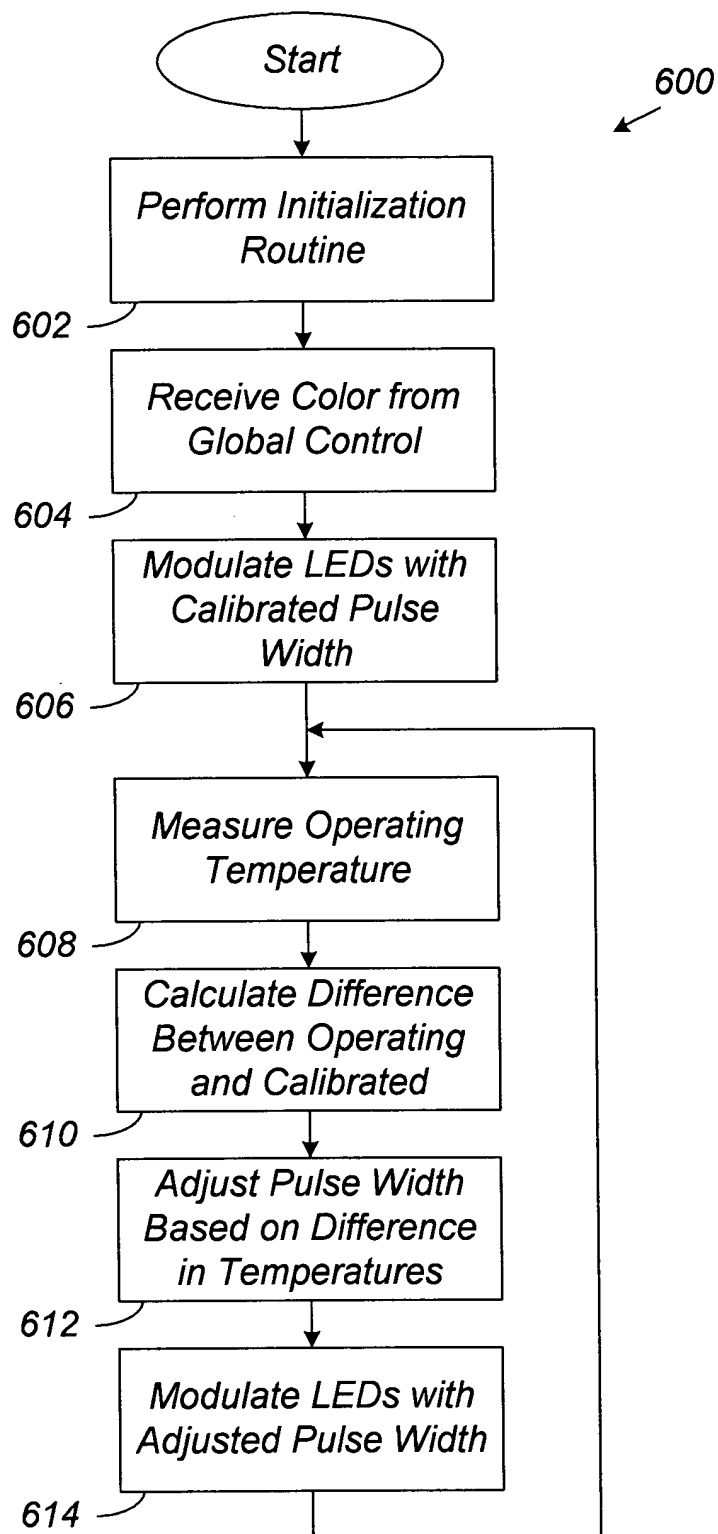 Start
600
Perform Initialization
Routine
602
Receive Color from
Global Control
604
Modulate LEDs with
Calibrated Pulse
Width
606
Measure Operating
Temperature
608
Calculate Difference
Between Operating
and Calibrated
610
Adjust Pulse Width
Based on Difference
in Temperatures
612
Modulate LEDs with
Adjusted Pulse Width
614